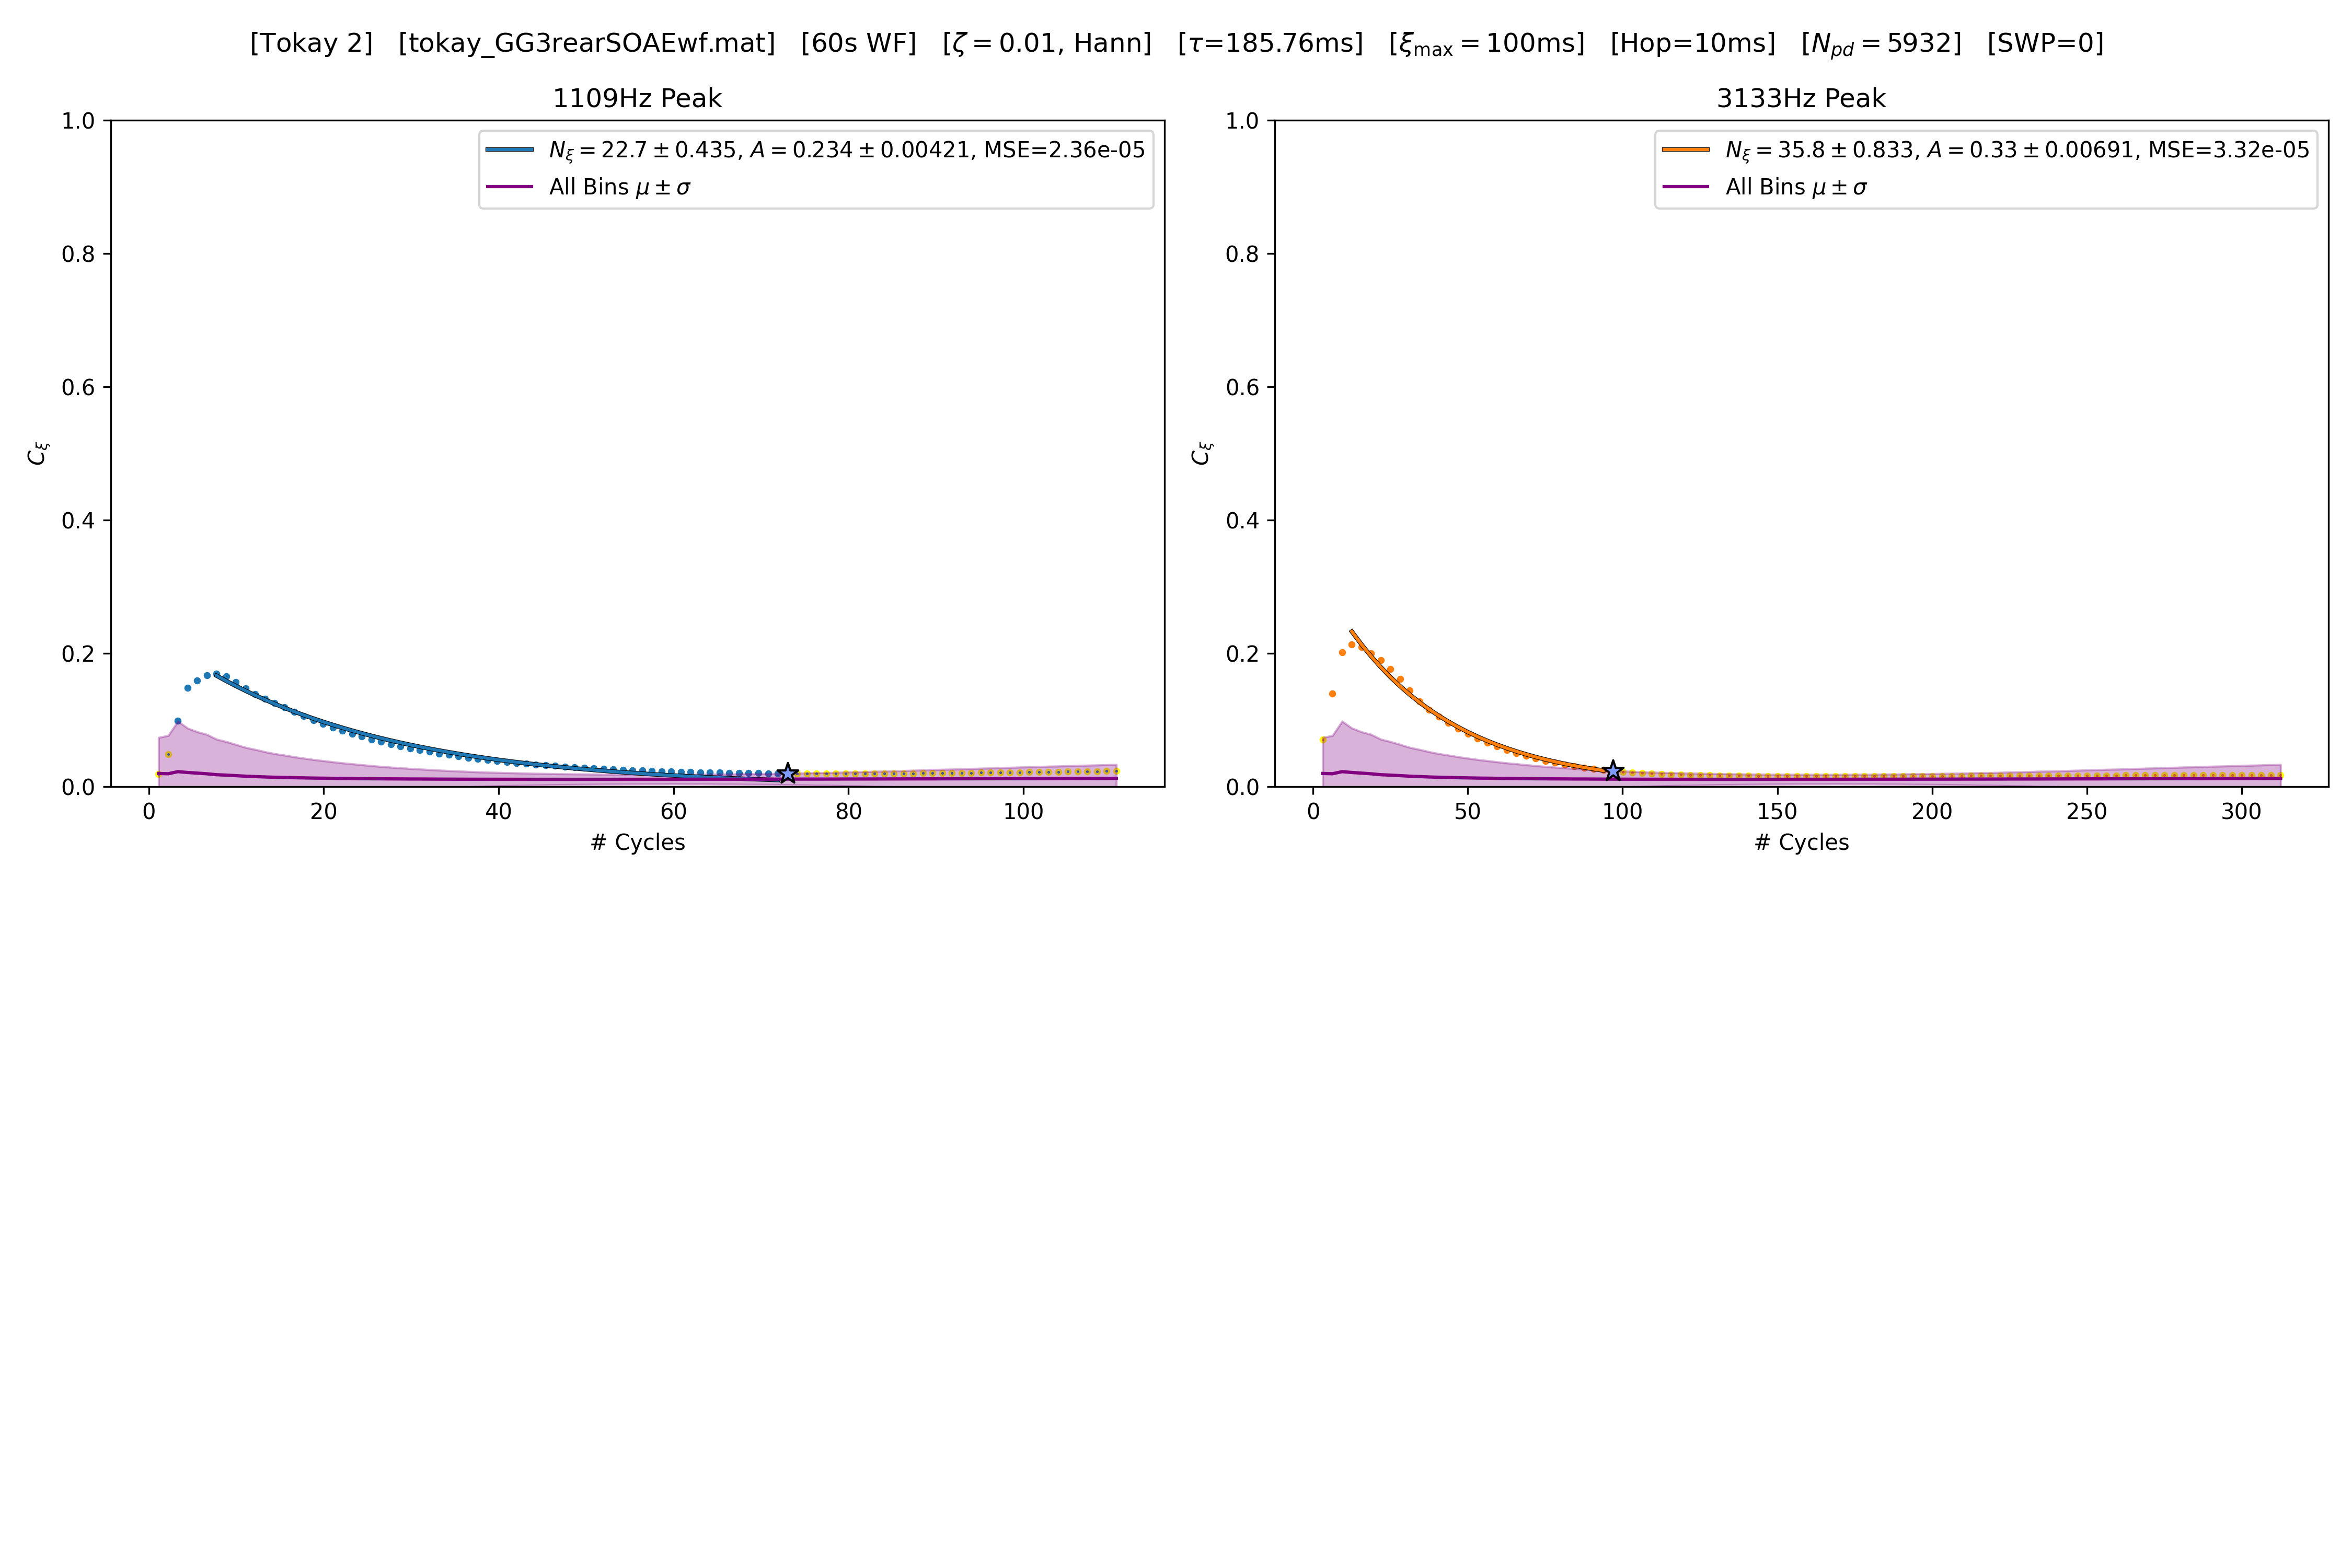 [Tokay 2] [tokay_GG3rearSOAEwf.mat] [60s WF] [ζ = 0.01, Hann] [τ=185.76ms] [ξmax = 100ms] [Hop=10ms] [Npd = 5932] [SWP=0]
1109Hz Peak
Nξ = 22.7 ± 0.435, A = 0.234 ± 0.00421, MSE=2.36e-05
All Bins μ ± σ
1.0
0.8
0.6
0.4
0.2
0.0
Cξ
0 20 40 60 80 100
# Cycles
3133Hz Peak
Nξ = 35.8 ± 0.833, A = 0.33 ± 0.00691, MSE=3.32e-05
All Bins μ ± σ
1.0
0.8
0.6
0.4
0.2
0.0
Cξ
0 50 100 150 200 250 300
# Cycles